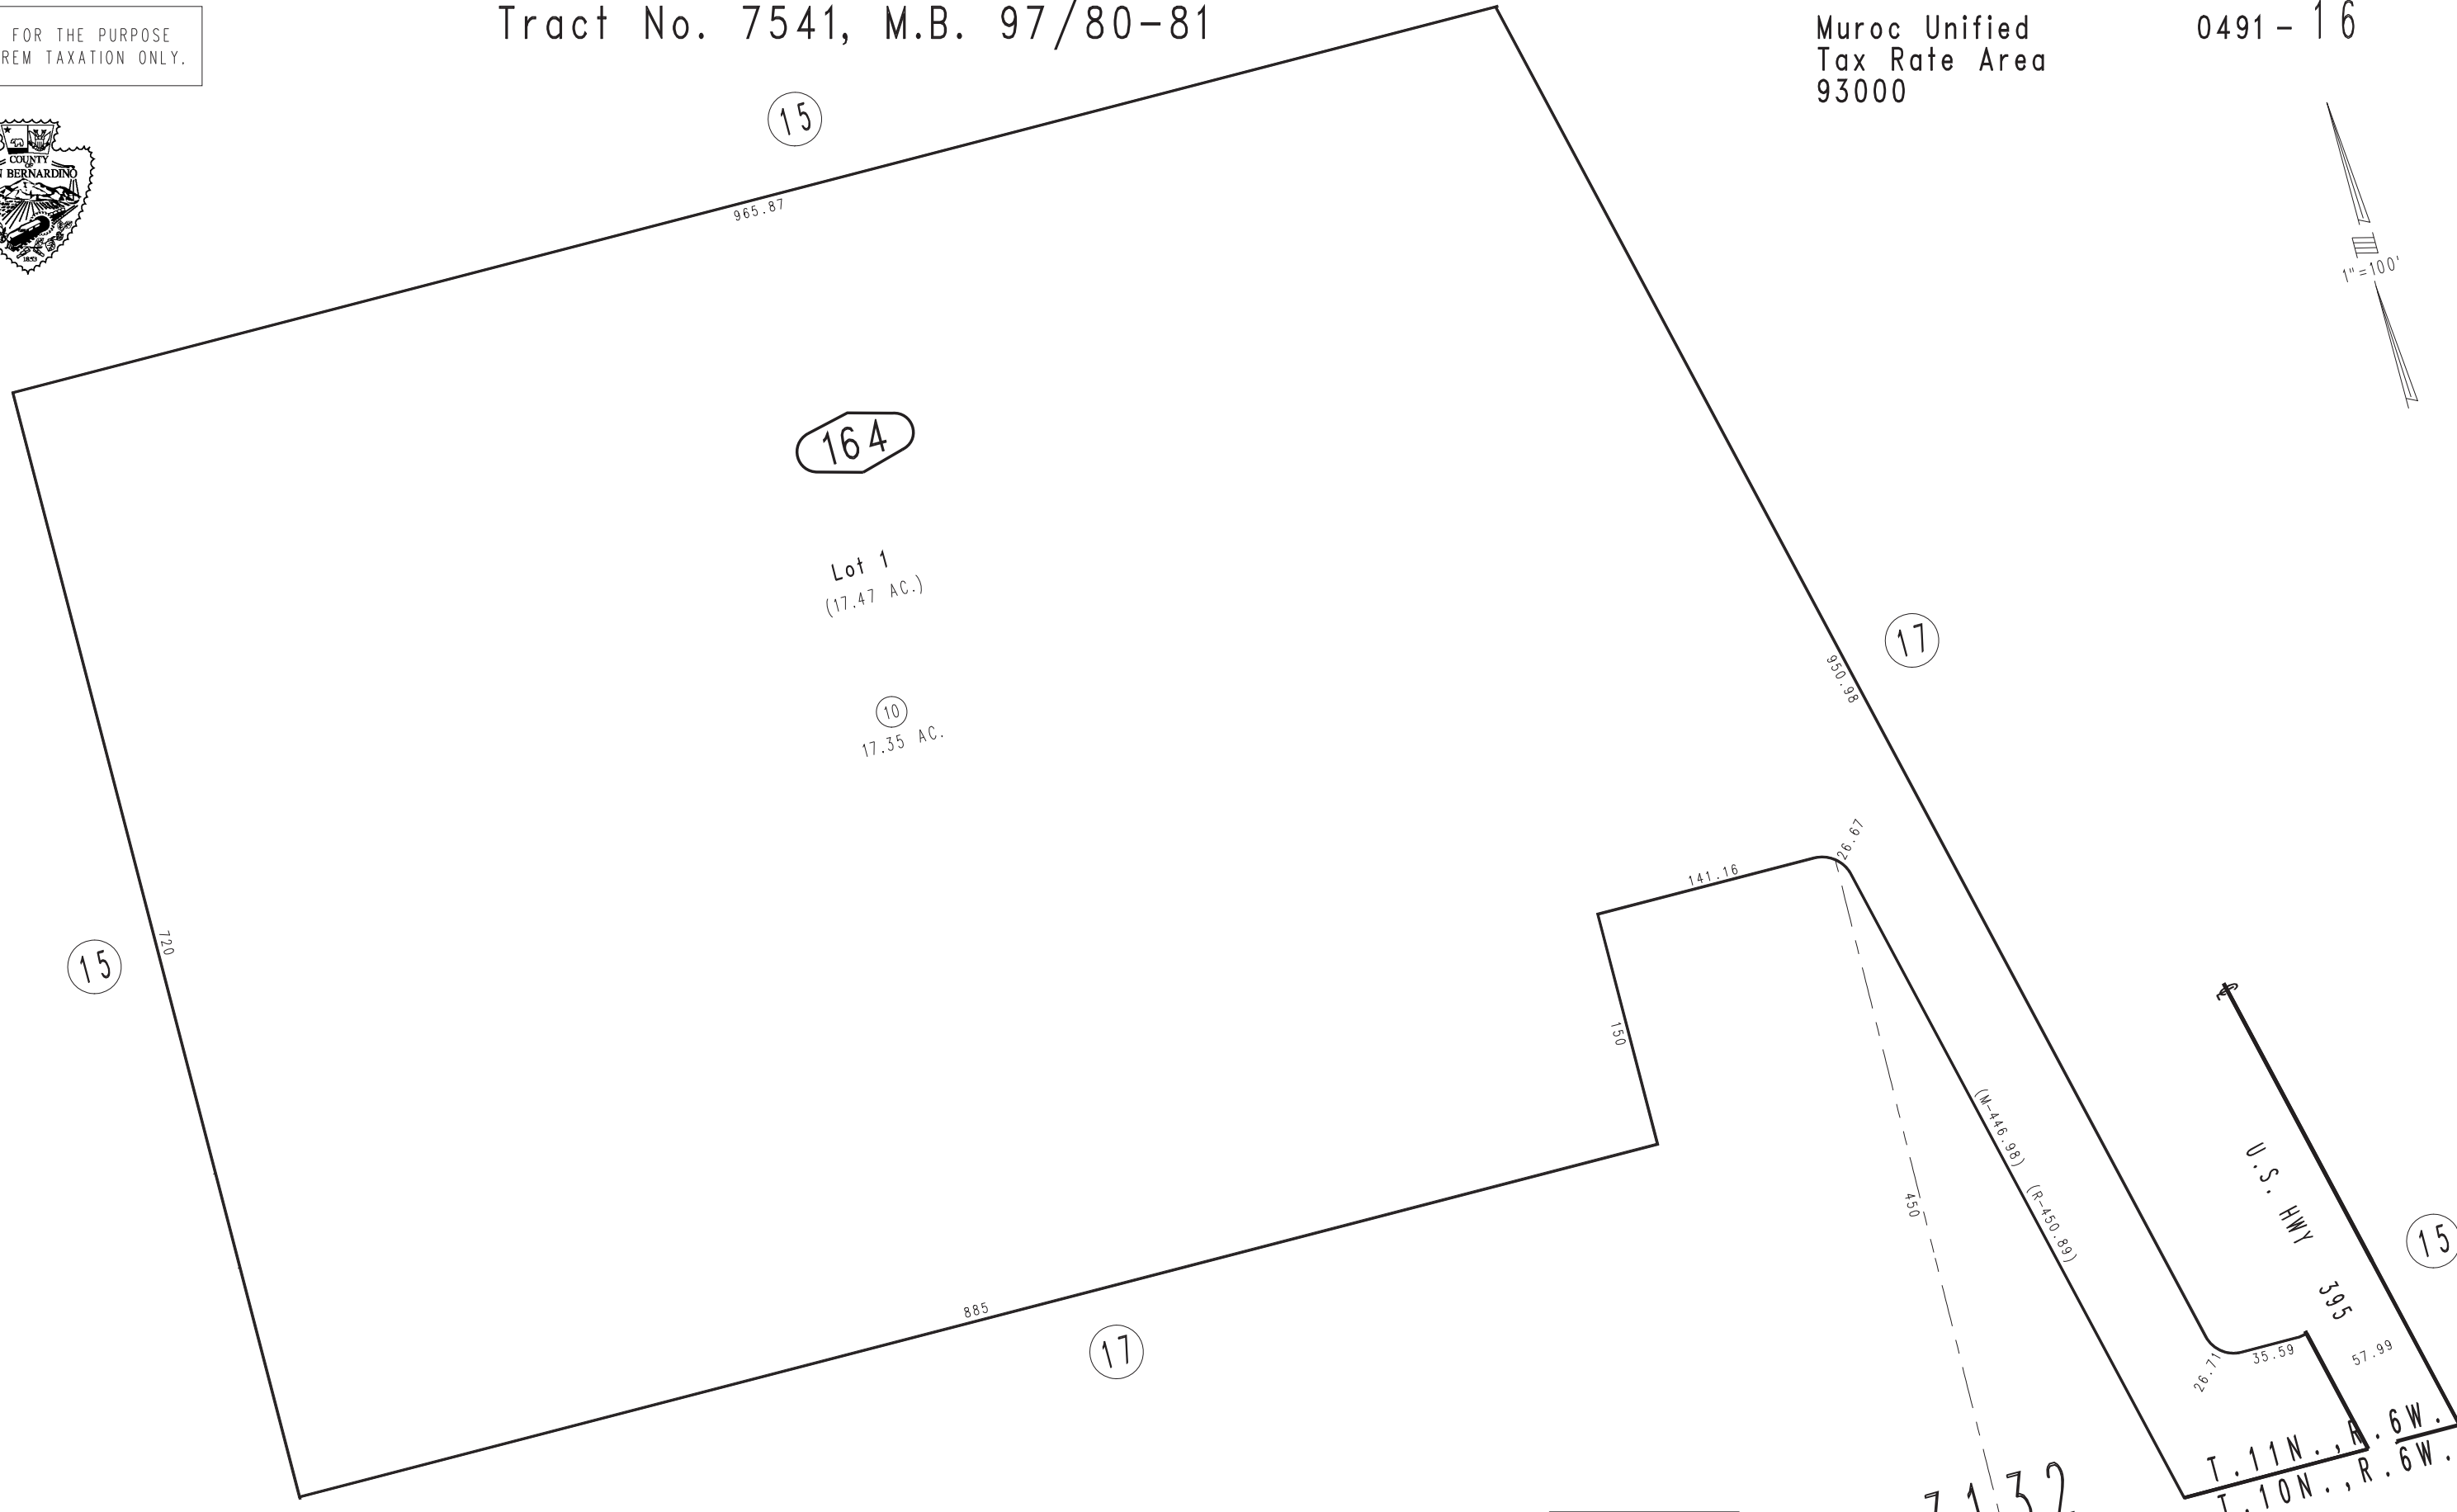 FOR THE PURPOSE
REM TAXATION ONLY.
Tract No. 7541, M.B. 97/80-81
Muroc Unified
Tax Rate Area
93000
0491-16
COUNTY
OF
N BERNARDINO
1853
15
965.87
1"=100'
164
Lot 1
(17.47 AC.)
10
17.35 AC.
17
950.98
26.67
141.16
15
720
150
(M-446.98) (R-450.89)
450
U.S. HWY 395
15
885
17
26.71
35.59
57.99
T.11N.,R.6W.
T.10N.,R.6W.
7132